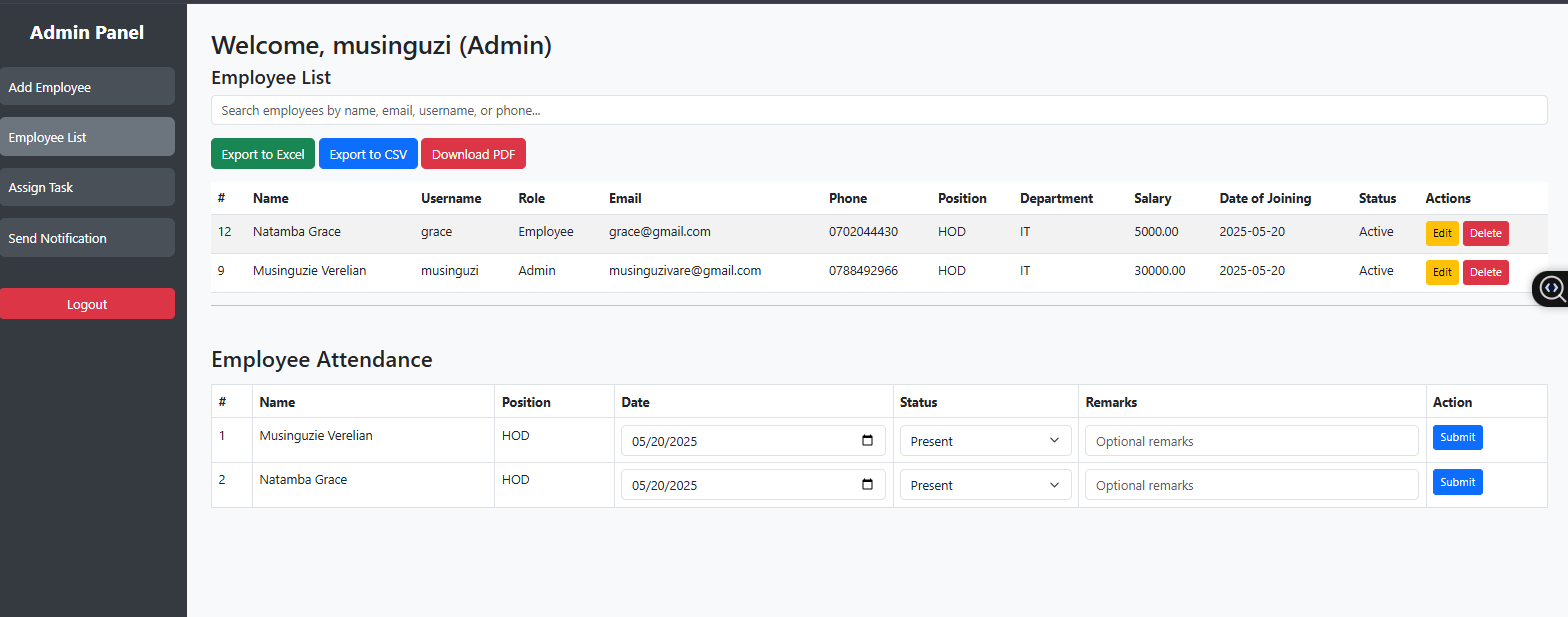 Admin Panel
Add Employee
Employee List
Assign Task
Send Notification
Logout
Welcome, musinguzi (Admin)
Employee List
Search employees by name, email, username, or phone...
Export to Excel Export to CSV Download PDF
# Name Username Role Email Phone Position Department Salary Date of Joining Status Actions
12 Natamba Grace grace Employee grace@gmail.com 0702044430 HOD IT 5000.00 2025-05-20 Active Edit Delete
9 Musinguzie Verelian musinguzi Admin musinguzivare@gmail.com 0788492966 HOD IT 30000.00 2025-05-20 Active Edit Delete
Employee Attendance
# Name Position Date Status Remarks Action
1 Musinguzie Verelian HOD 05/20/2025 Present Optional remarks Submit
2 Natamba Grace HOD 05/20/2025 Present Optional remarks Submit